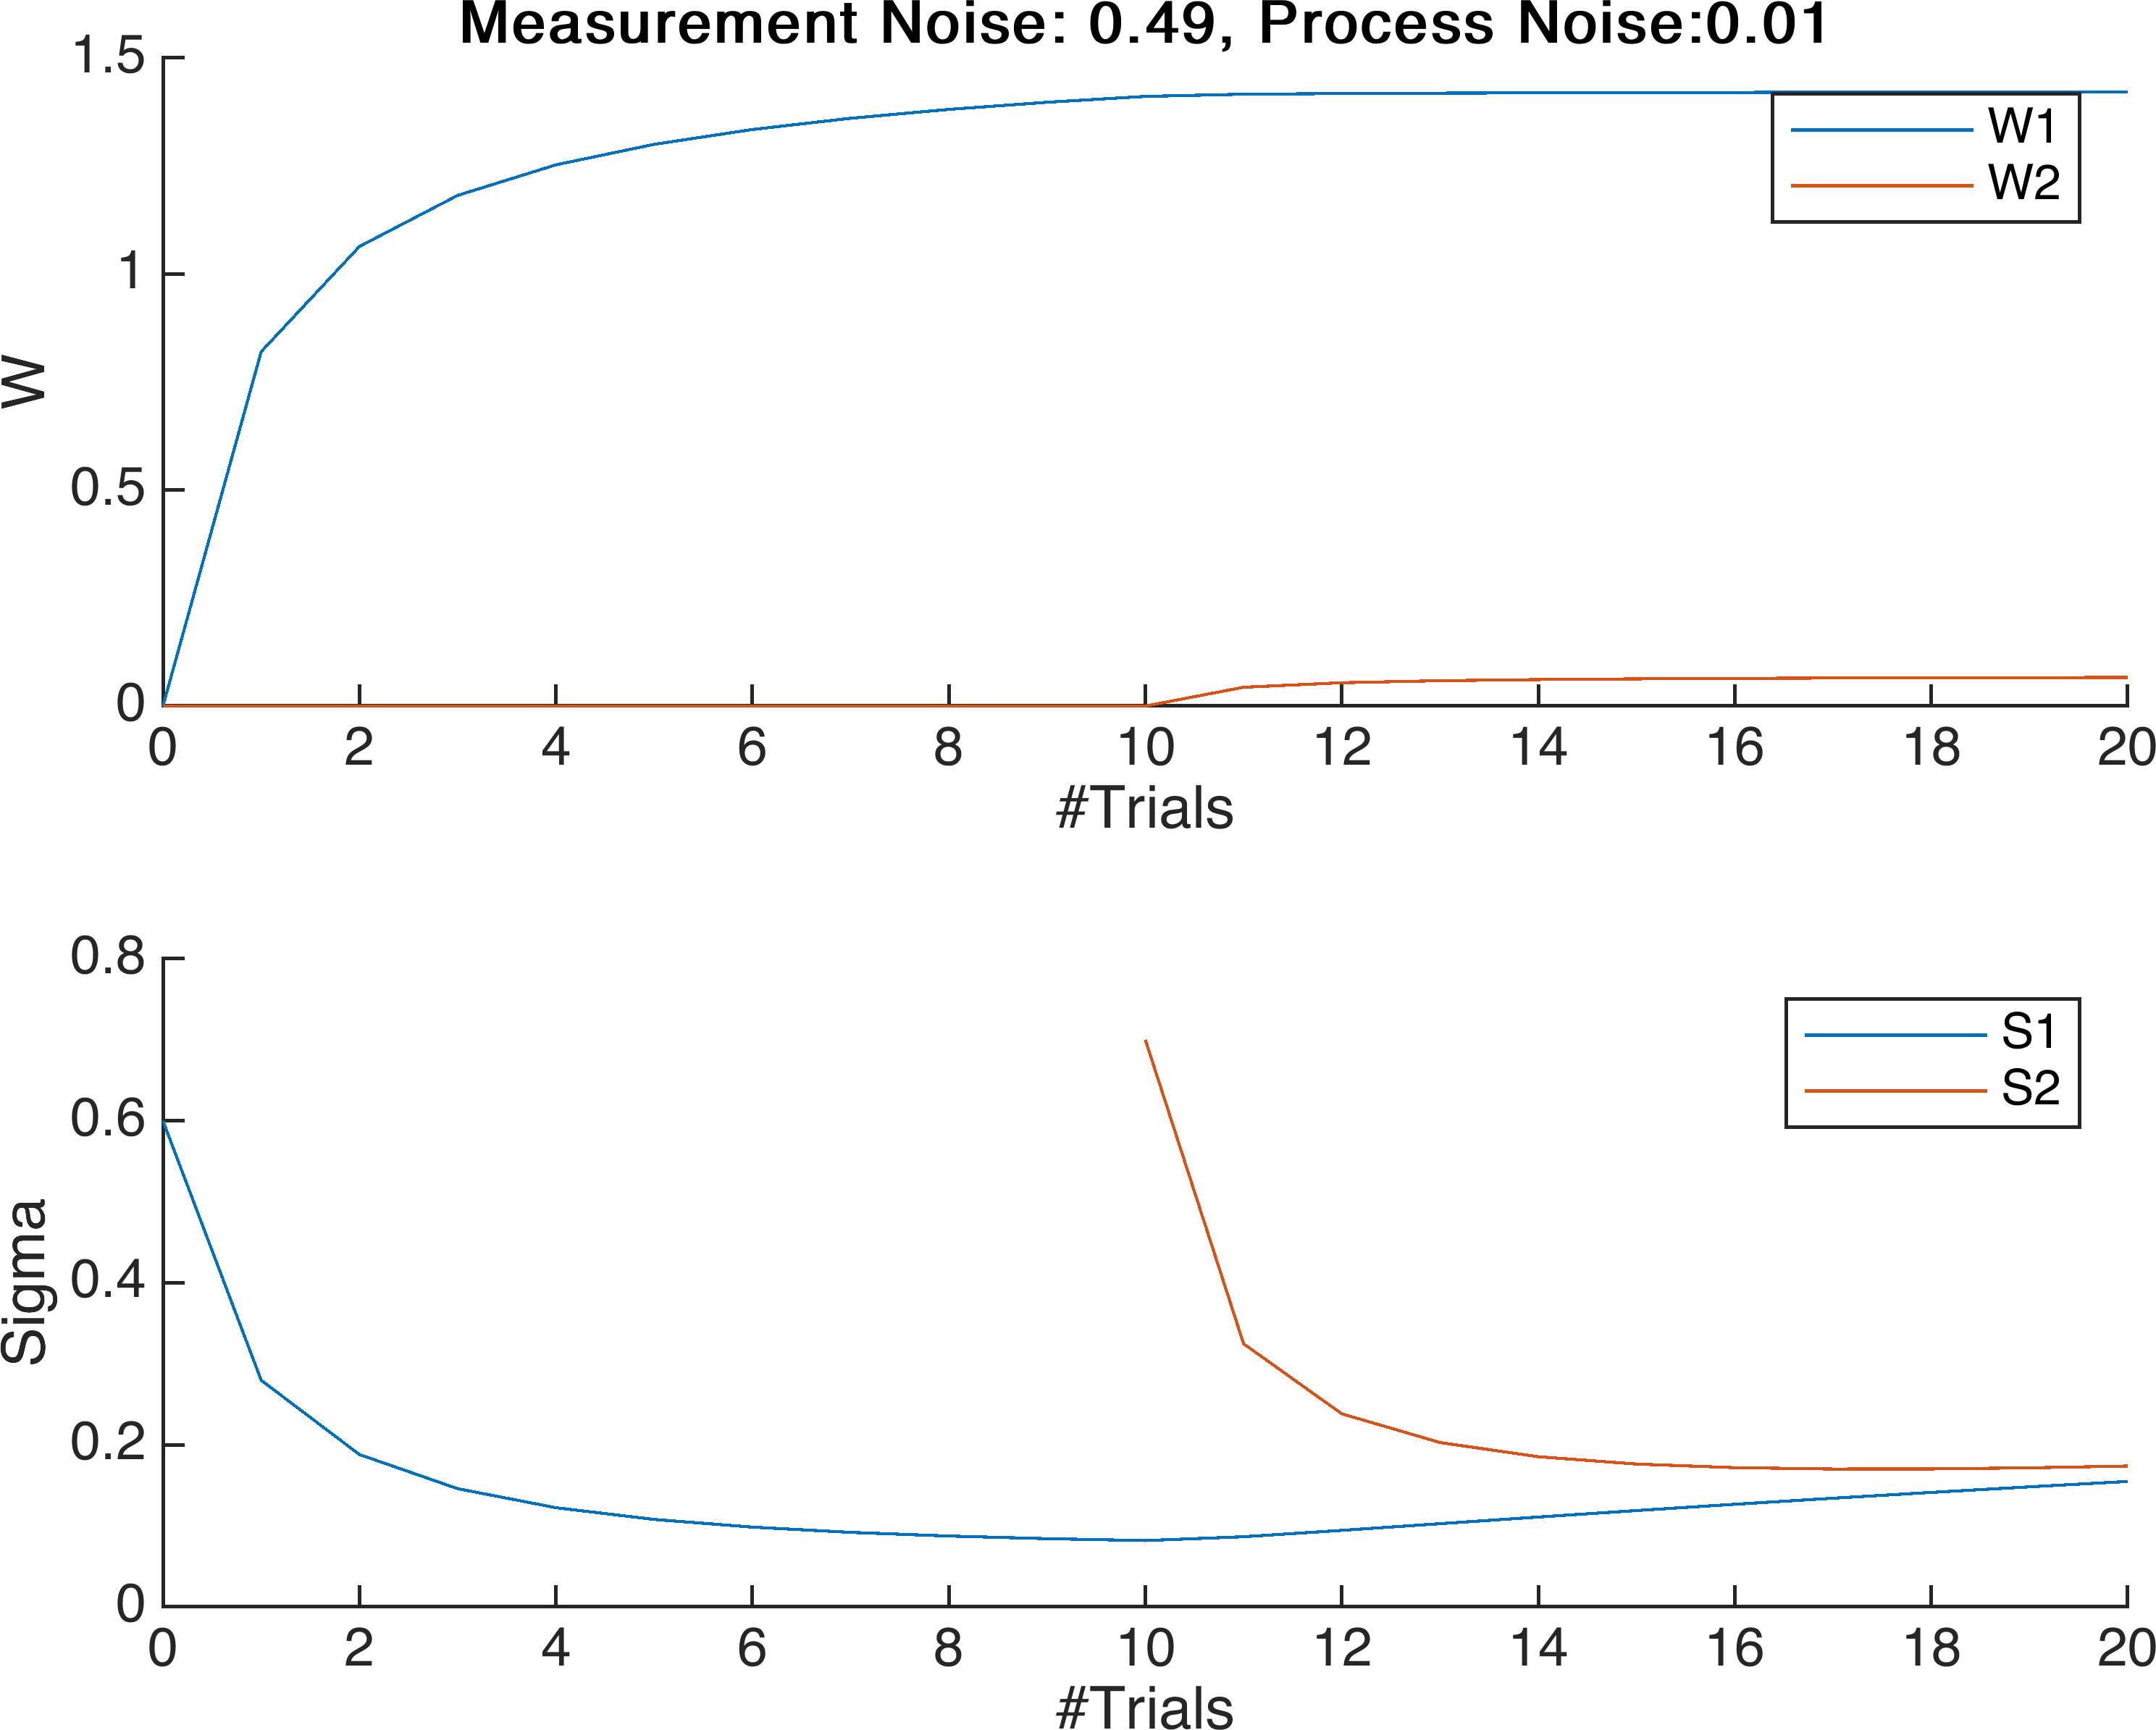 Measurement Noise: 0.49, Process Noise:0.01
1.5
1
0.5
0
W
W1
W2
0 2 4 6 8 10 12 14 16 18 20
#Trials
0.8
0.6
0.4
0.2
0
Sigma
S1
S2
0 2 4 6 8 10 12 14 16 18 20
#Trials